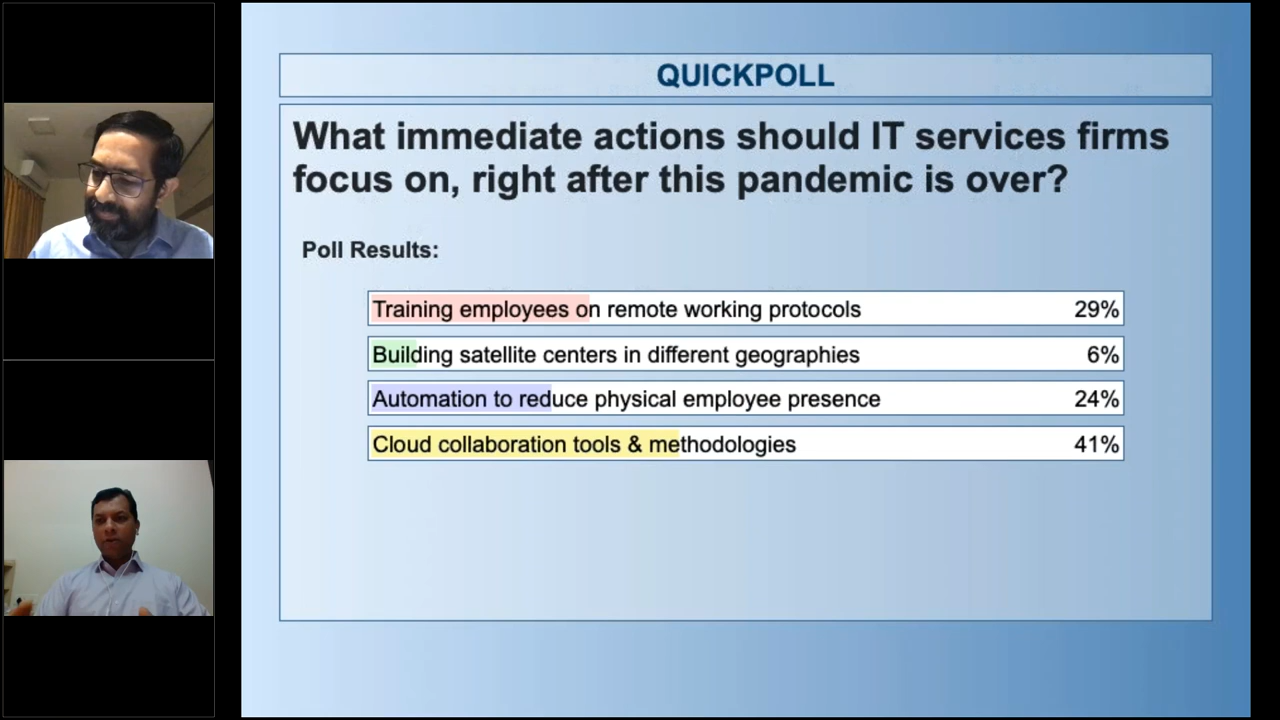 QUICKPOLL
What immediate actions should IT services firms
focus on, right after this pandemic is over?
Poll Results:
Training employees on remote working protocols 29%
Building satellite centers in different geographies 6%
Automation to reduce physical employee presence 24%
Cloud collaboration tools & methodologies 41%